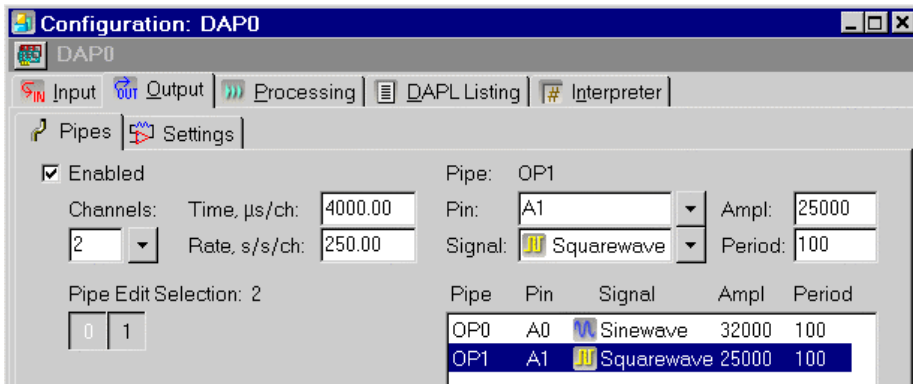 Configuration: DAP0
DAP0
IN Input OUT Output Processing DAPL Listing # Interpreter
Pipes Settings
Enabled Pipe: OP1
Channels: Time, µs/ch: 4000.00 Pin: A1 Ampl: 25000
2 Rate, s/s/ch: 250.00 Signal: Squarewave Period: 100
Pipe Edit Selection: 2 Pipe Pin Signal Ampl Period
0 1 OP0 A0 Sinewave 32000 100
OP1 A1 Squarewave 25000 100